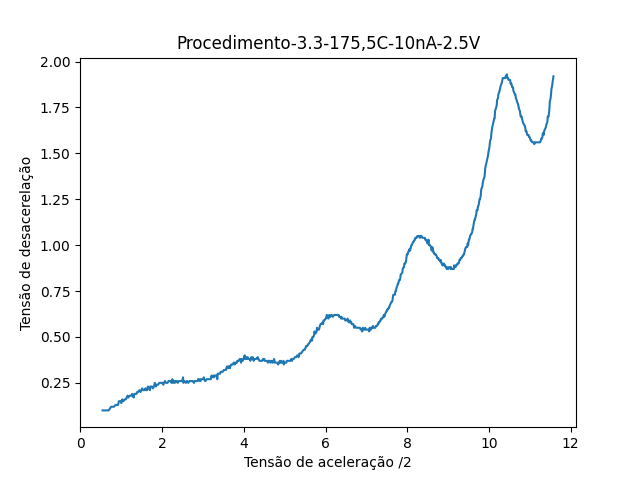 Procedimento-3.3-175,5C-10nA-2.5V
2.00
1.75
1.50
1.25
1.00
0.75
0.50
0.25
Tensão de desacerelação
0 2 4 6 8 10 12
Tensão de aceleração /2